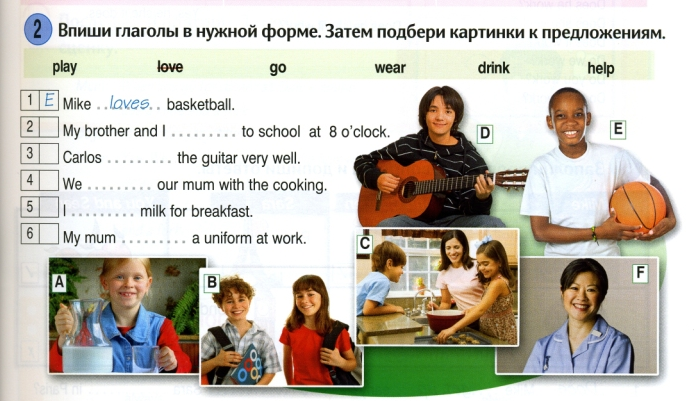 2 Впиши глаголы в нужной форме. Затем подбери картинки к предложениям.
play love go wear drink help
1 E Mike ..loves.. basketball.
2 My brother and I ......... to school at 8 o'clock.
3 Carlos ......... the guitar very well.
4 We ......... our mum with the cooking.
5 I ......... milk for breakfast.
6 My mum ......... a uniform at work.
D
E
C
A
B
F